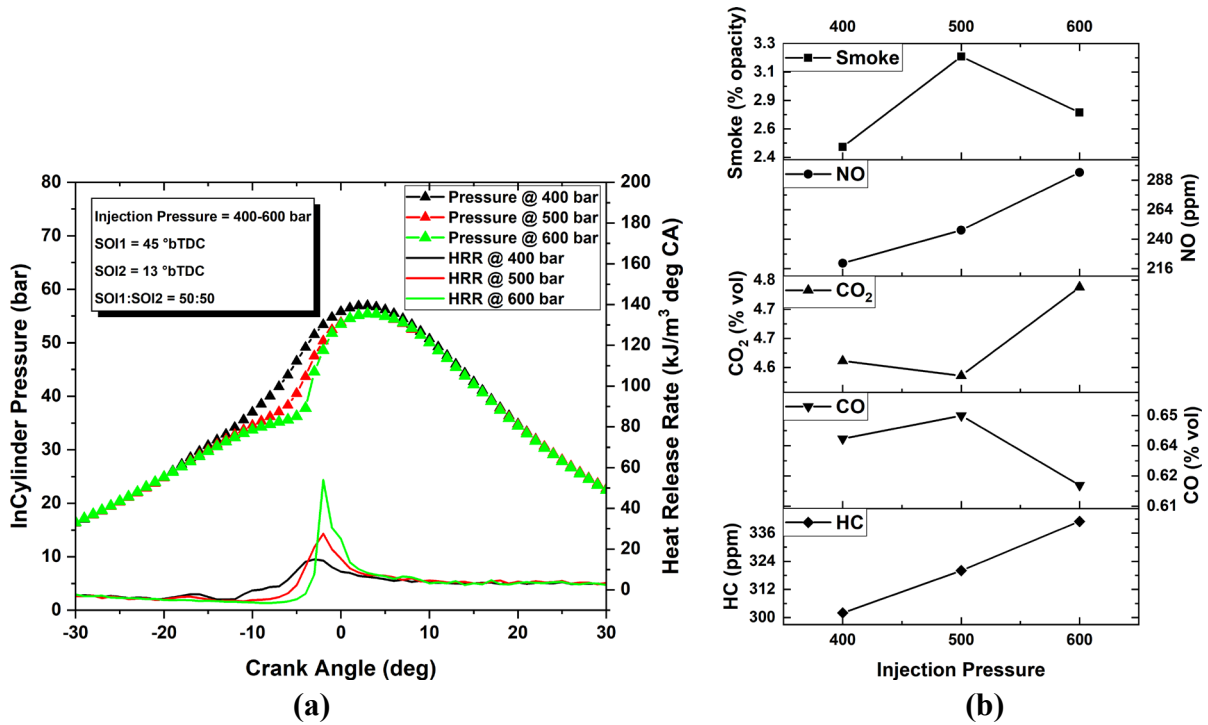 80
70
60
50
40
30
20
10
0
InCylinder Pressure (bar)
Injection Pressure = 400-600 bar
SOI1 = 45 °bTDC
SOI2 = 13 °bTDC
SOI1:SOI2 = 50:50
Pressure @ 400 bar
Pressure @ 500 bar
Pressure @ 600 bar
HRR @ 400 bar
HRR @ 500 bar
HRR @ 600 bar
200
180
160
140
120
100
80
60
40
20
0
Heat Release Rate (kJ/m³ deg CA)
-30 -20 -10 0 10 20 30
Crank Angle (deg)
(a)
400 500 600
3.3
3.1
2.9
2.6
2.4
Smoke (% opacity)
Smoke
NO
288
264
240
216
NO (ppm)
4.8
4.7
4.6
CO₂ (% vol)
CO₂
CO
0.65
0.64
0.62
0.61
CO (% vol)
336
324
312
300
HC (ppm)
HC
400 500 600
Injection Pressure
(b)